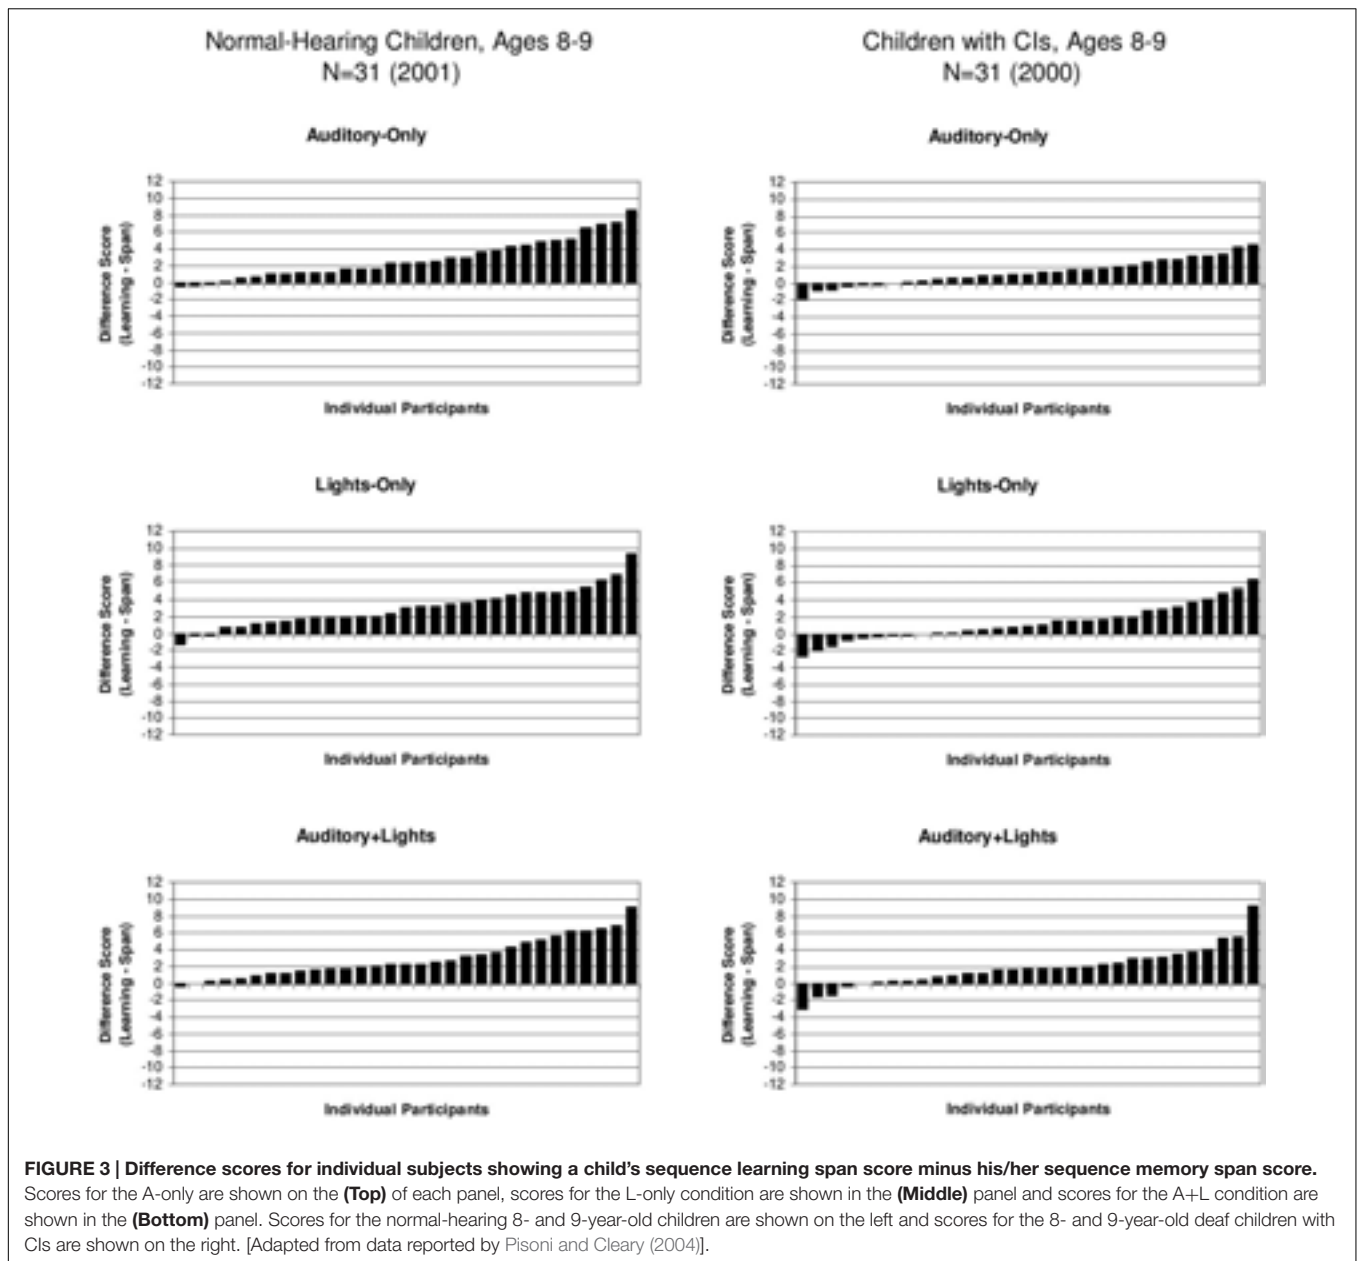 Normal-Hearing Children, Ages 8-9
N=31 (2001)
Auditory-Only
12
10
8
6
4
2
0
-2
-4
-6
-8
-10
-12
Difference Score
(Learning - Span)
Individual Participants
Lights-Only
12
10
8
6
4
2
0
-2
-4
-6
-8
-10
-12
Difference Score
(Learning - Span)
Individual Participants
Auditory+Lights
12
10
8
6
4
2
0
-2
-4
-6
-8
-10
-12
Difference Score
(Learning - Span)
Individual Participants
Children with CIs, Ages 8-9
N=31 (2000)
Auditory-Only
12
10
8
6
4
2
0
-2
-4
-6
-8
-10
-12
Difference Score
(Learning - Span)
Individual Participants
Lights-Only
12
10
8
6
4
2
0
-2
-4
-6
-8
-10
-12
Difference Score
(Learning - Span)
Individual Participants
Auditory+Lights
12
10
8
6
4
2
0
-2
-4
-6
-8
-10
-12
Difference Score
(Learning - Span)
Individual Participants
FIGURE 3 | Difference scores for individual subjects showing a child's sequence learning span score minus his/her sequence memory span score.
Scores for the A-only are shown on the (Top) of each panel, scores for the L-only condition are shown in the (Middle) panel and scores for the A+L condition are
shown in the (Bottom) panel. Scores for the normal-hearing 8- and 9-year-old children are shown on the left and scores for the 8- and 9-year-old deaf children with
CIs are shown on the right. [Adapted from data reported by Pisoni and Cleary (2004)].